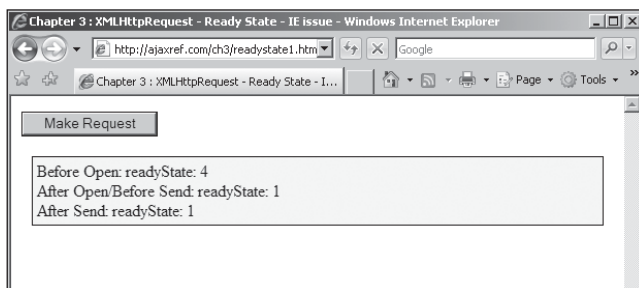 Chapter 3 : XMLHttpRequest - Ready State - IE issue - Windows Internet Explorer
http://ajaxref.com/ch3/readystate1.htm
Google
Chapter 3 : XMLHttpRequest - Ready State - I...
Page
Tools
»
Make Request
Before Open: readyState: 4
After Open/Before Send: readyState: 1
After Send: readyState: 1